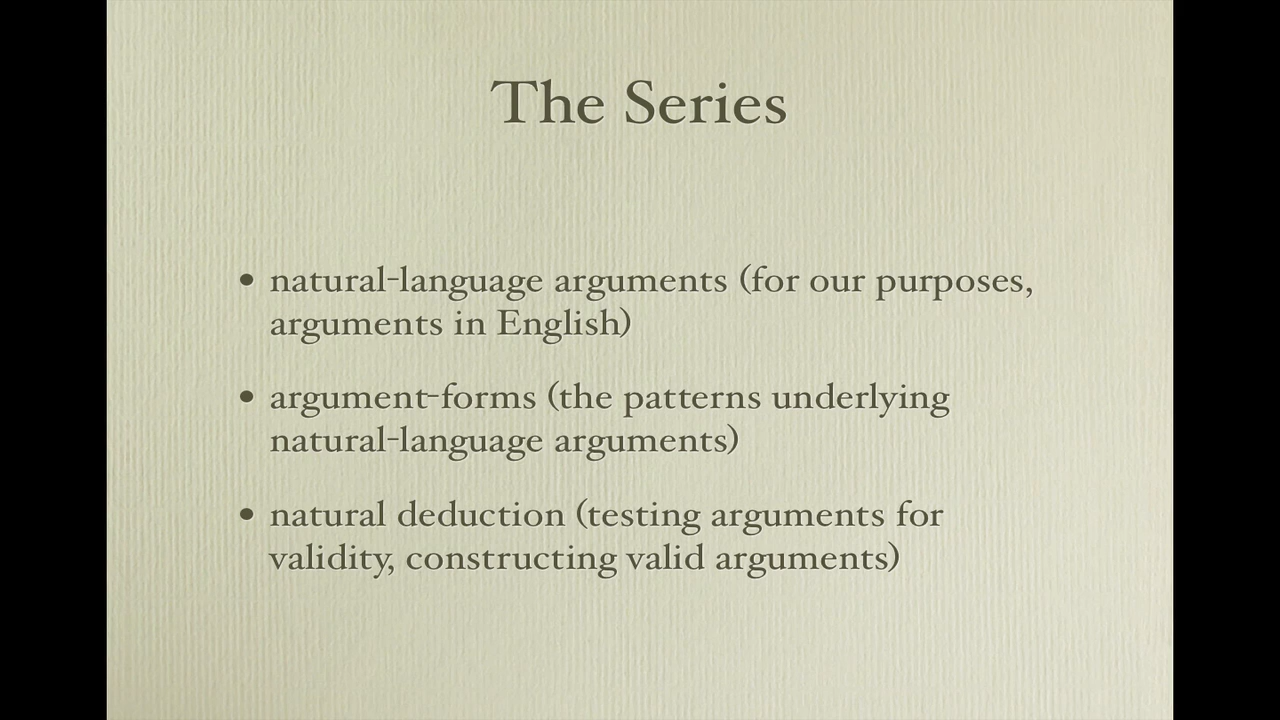 The Series
• natural-language arguments (for our purposes,
arguments in English)
• argument-forms (the patterns underlying
natural-language arguments)
• natural deduction (testing arguments for
validity, constructing valid arguments)